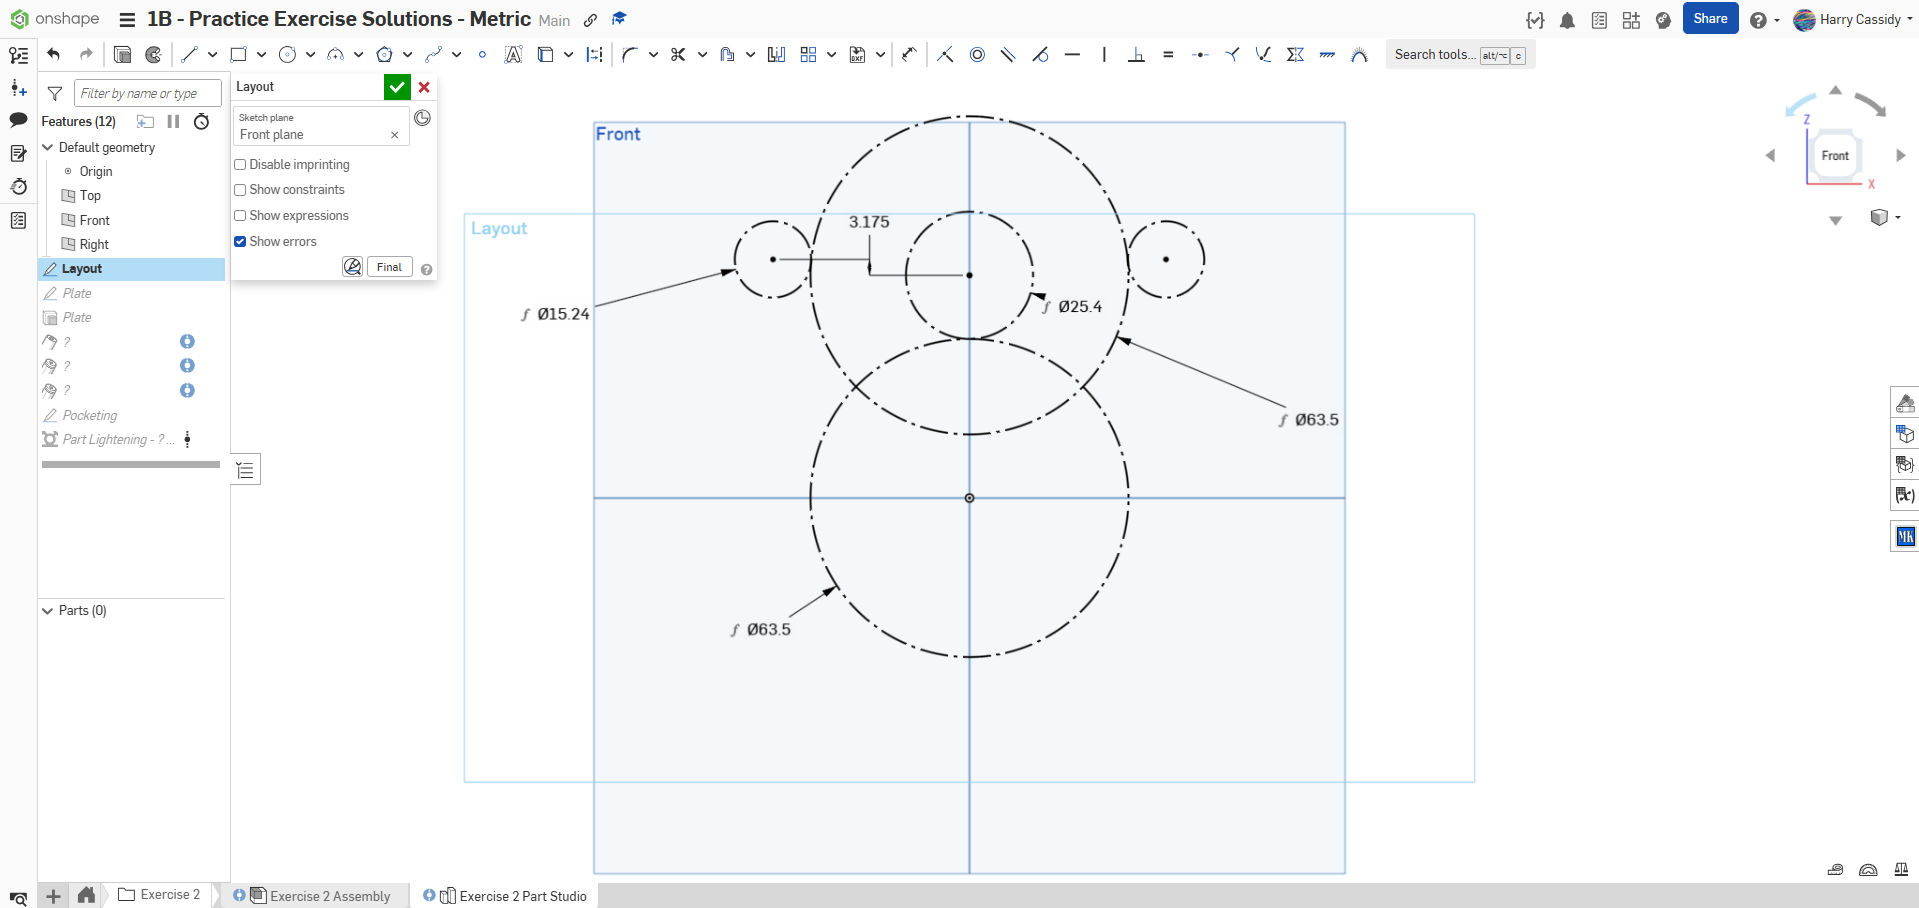 onshape
1B - Practice Exercise Solutions - Metric Main
Share
Harry Cassidy
Search tools... alt/⌥ c
Filter by name or type
Features (12)
Default geometry
Origin
Top
Front
Right
Layout
Plate
Plate
?
?
?
Pocketing
Part Lightening - ? ...
Parts (0)
Layout
Sketch plane
Front plane
Disable imprinting
Show constraints
Show expressions
Show errors
Final
Front
Layout
3.175
ƒ Ø15.24
ƒ Ø25.4
ƒ Ø63.5
ƒ Ø63.5
Z
Front
X
(x)
MK
Exercise 2
Exercise 2 Assembly
Exercise 2 Part Studio